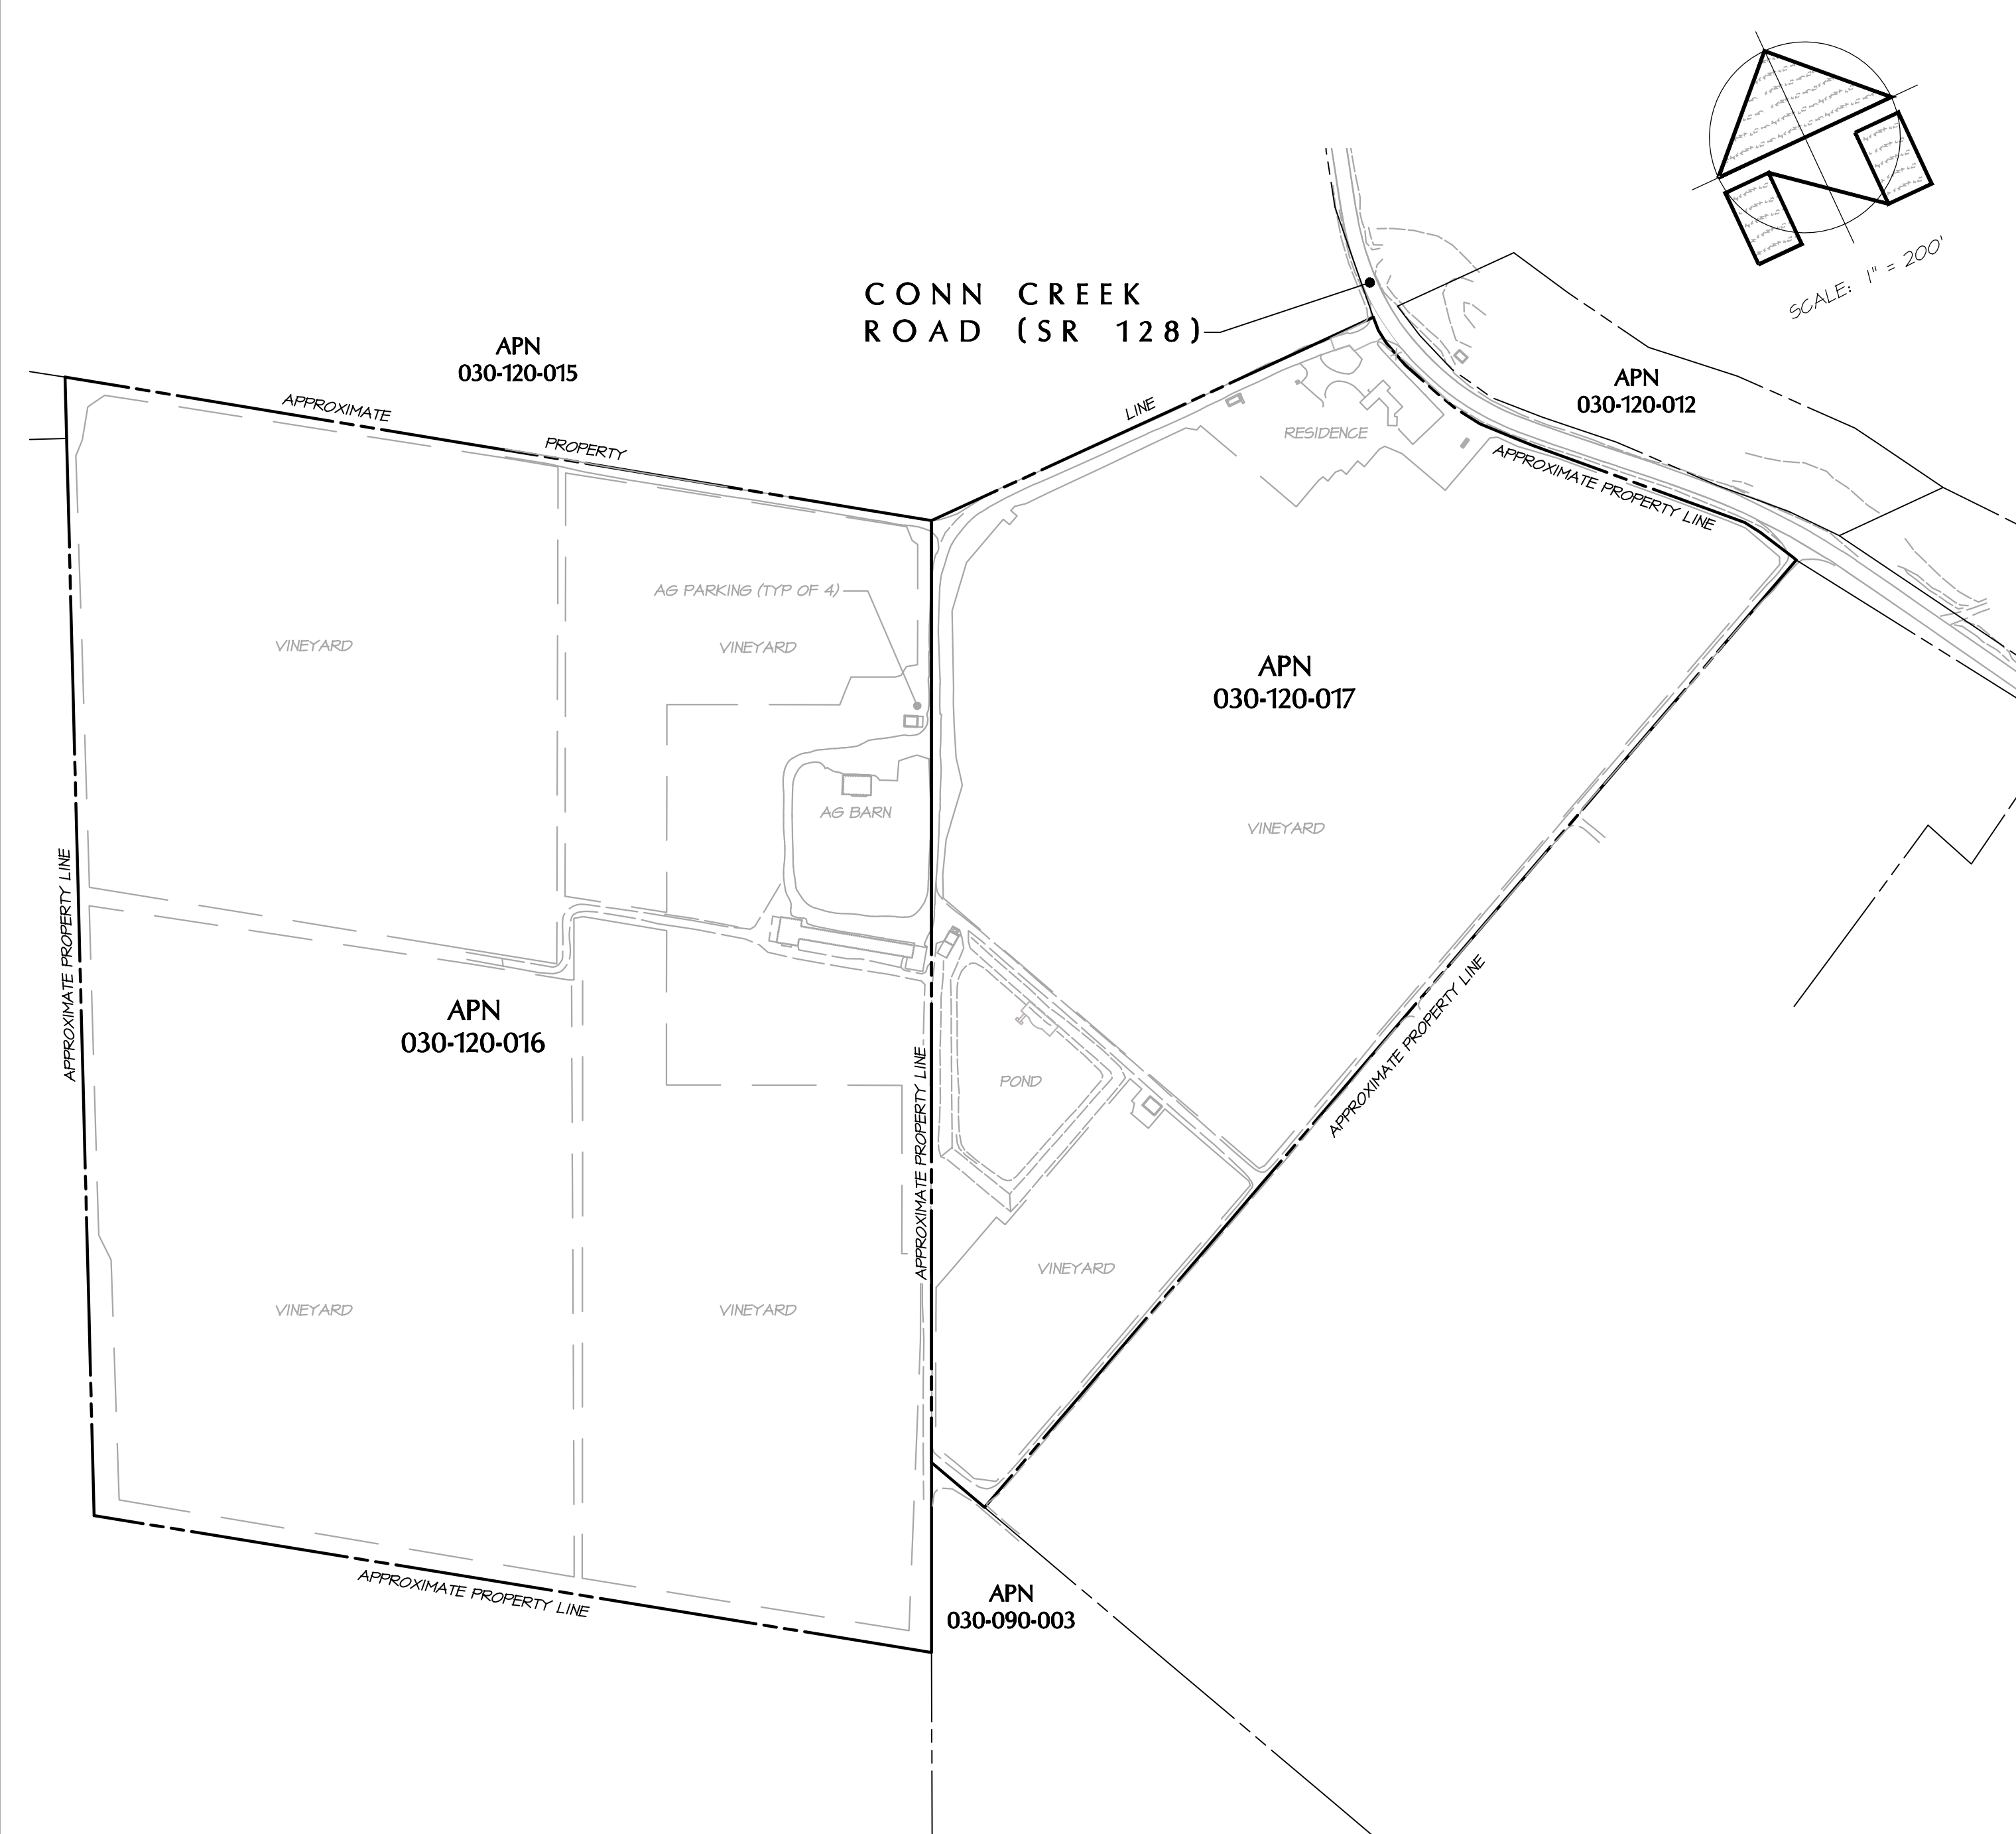 SCALE: 1" = 200'
CONN CREEK
ROAD (SR 128)
APN
030-120-015
APN
030-120-012
APPROXIMATE
PROPERTY
LINE
RESIDENCE
APPROXIMATE PROPERTY LINE
AG PARKING (TYP OF 4)
VINEYARD
VINEYARD
APN
030-120-017
AG BARN
VINEYARD
APPROXIMATE PROPERTY LINE
APN
030-120-016
APPROXIMATE PROPERTY LINE
POND
APPROXIMATE PROPERTY LINE
VINEYARD
VINEYARD
VINEYARD
APPROXIMATE PROPERTY LINE
APN
030-090-003